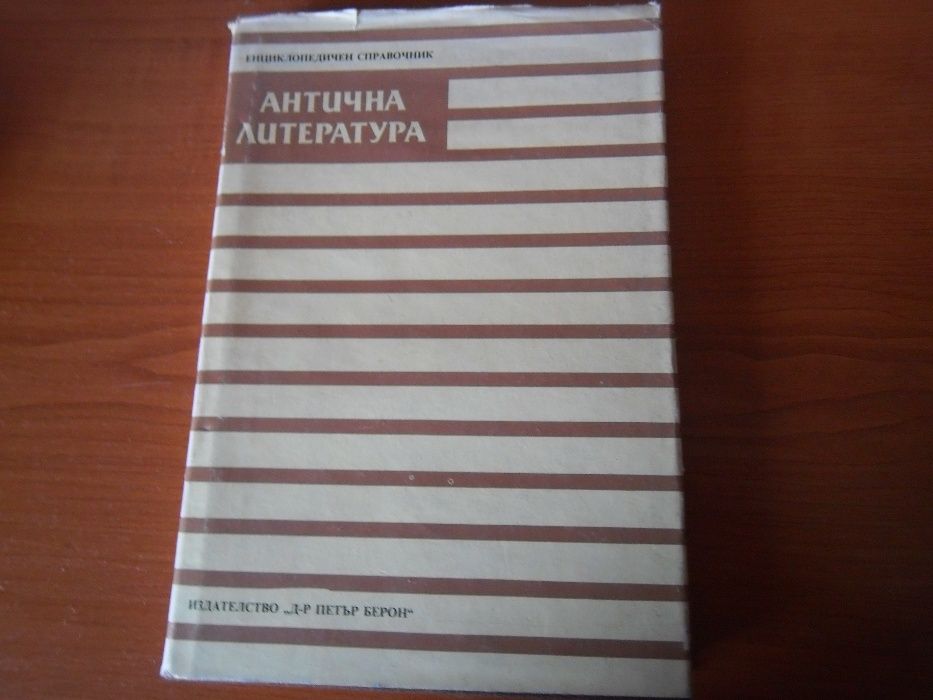 ЕНЦИКЛОПЕДИЧЕН СПРАВОЧНИК
АНТИЧНА
ЛИТЕРАТУРА
ИЗДАТЕЛСТВО „Д-Р ПЕТЪР БЕРОН“